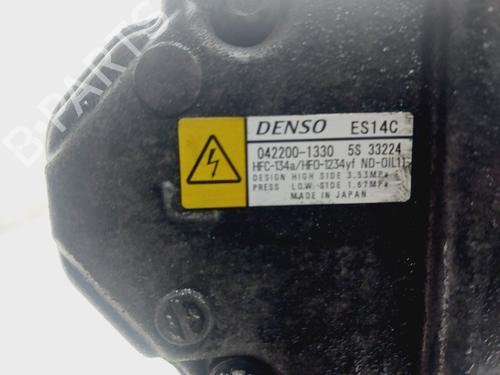 B-PARTS
DENSO ES14C
042200-1330 5S 33224
HFC-134a/HFO-1234yf ND-OIL11
DESIGN HIGH SIDE 3.53MPa
PRESS LOW SIDE 1.67MPa
MADE IN JAPAN